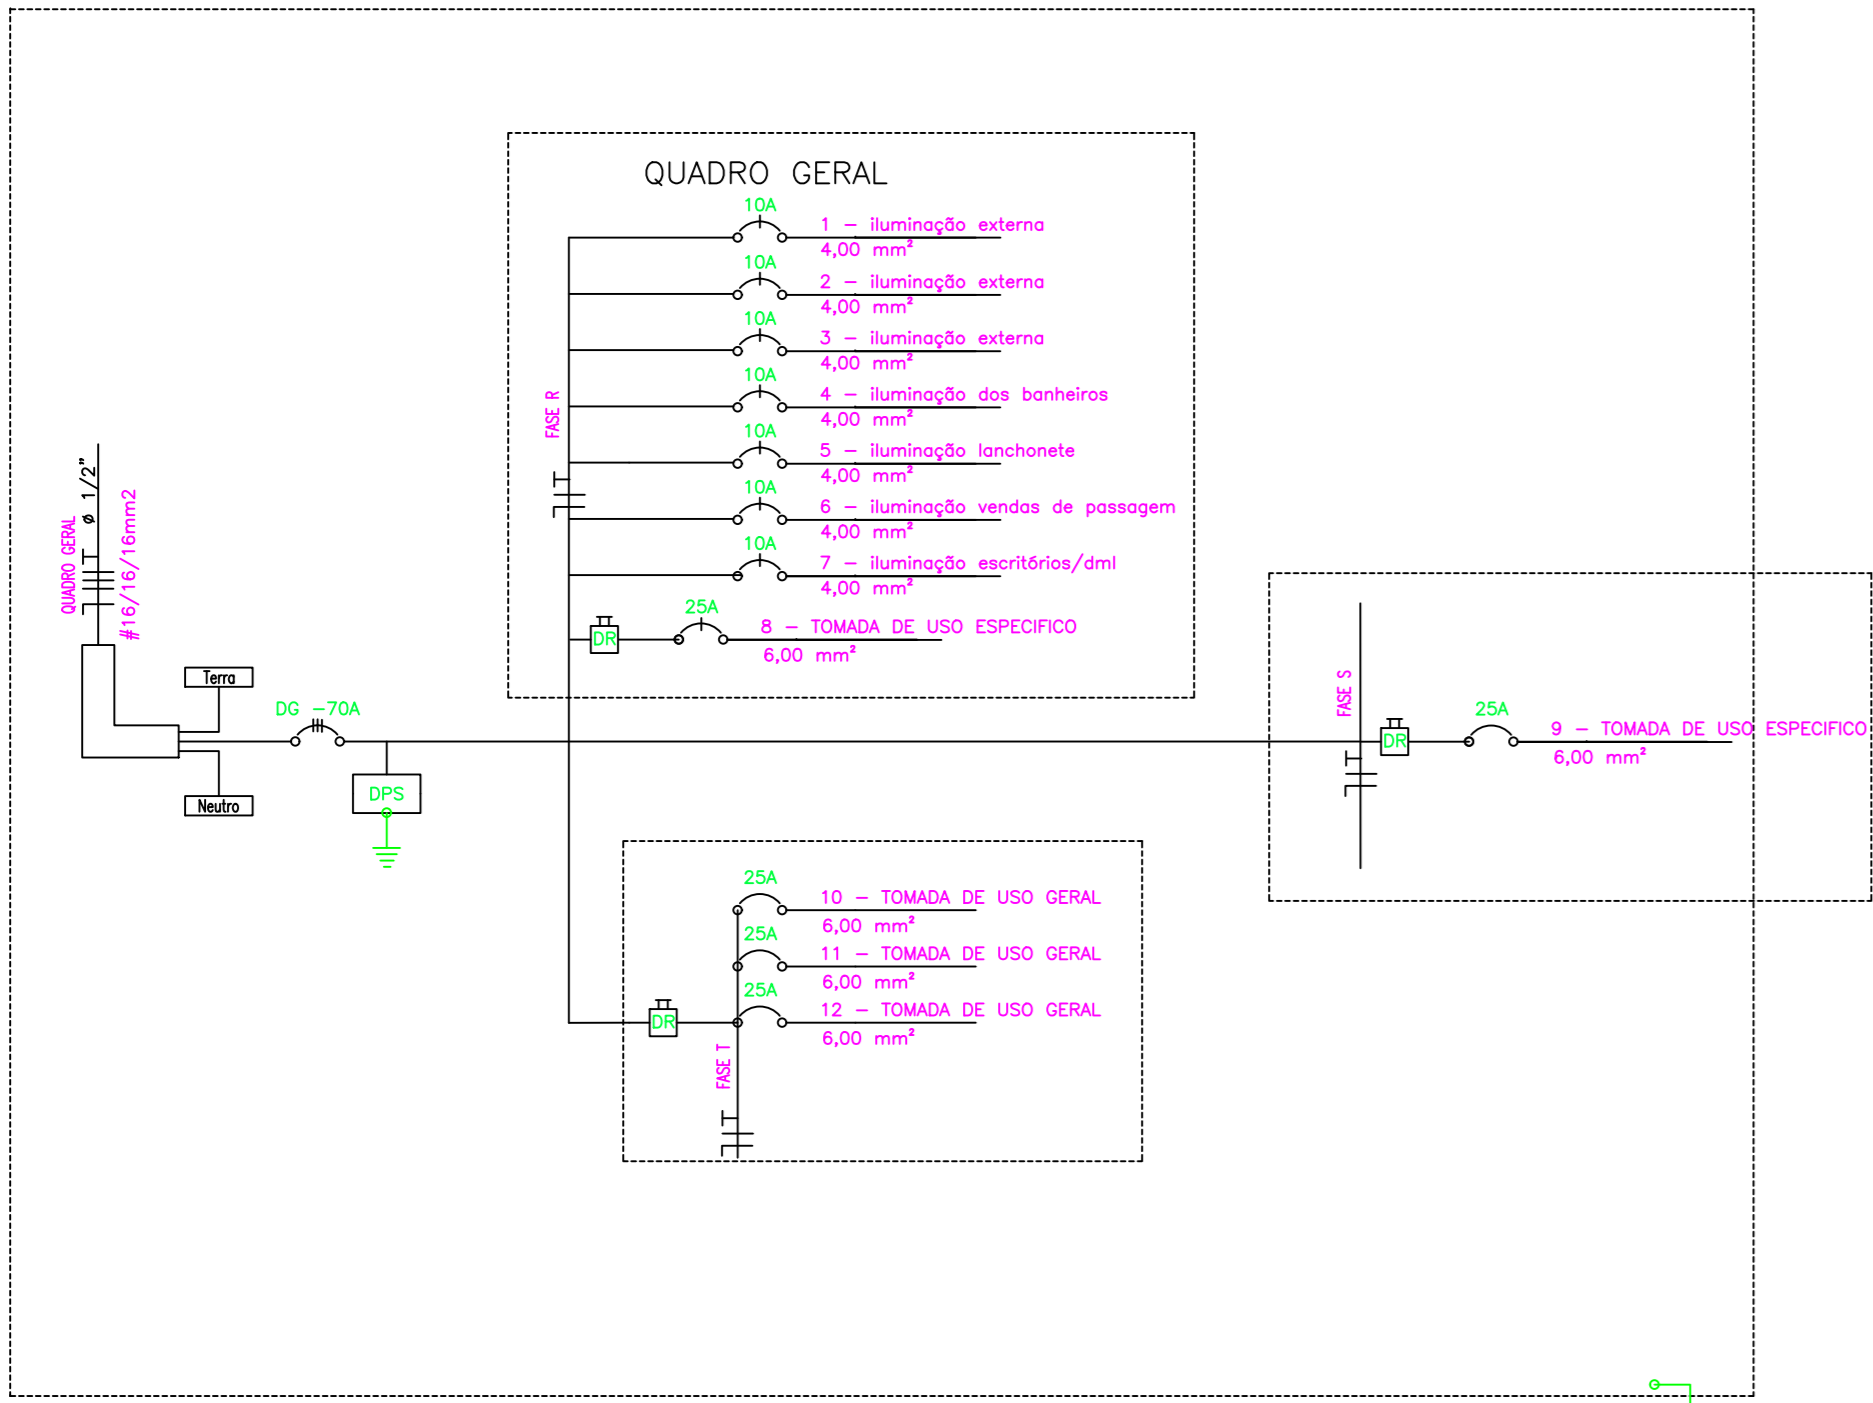 QUADRO GERAL
10A
1 - iluminação externa
4,00 mm²
10A
2 - iluminação externa
4,00 mm²
10A
3 - iluminação externa
4,00 mm²
10A
4 - iluminação dos banheiros
4,00 mm²
10A
5 - iluminação lanchonete
4,00 mm²
10A
6 - iluminação vendas de passagem
4,00 mm²
10A
7 - iluminação escritórios/dml
4,00 mm²
25A
DR
8 - TOMADA DE USO ESPECIFICO
6,00 mm²
FASE R
QUADRO GERAL
ø 1/2"
#16/16/16/16mm2
Terra
DG -70A
Neutro
DPS
FASE S
DR
25A
9 - TOMADA DE USO ESPECIFICO
6,00 mm²
25A
10 - TOMADA DE USO GERAL
6,00 mm²
25A
11 - TOMADA DE USO GERAL
6,00 mm²
25A
DR
12 - TOMADA DE USO GERAL
6,00 mm²
FASE T